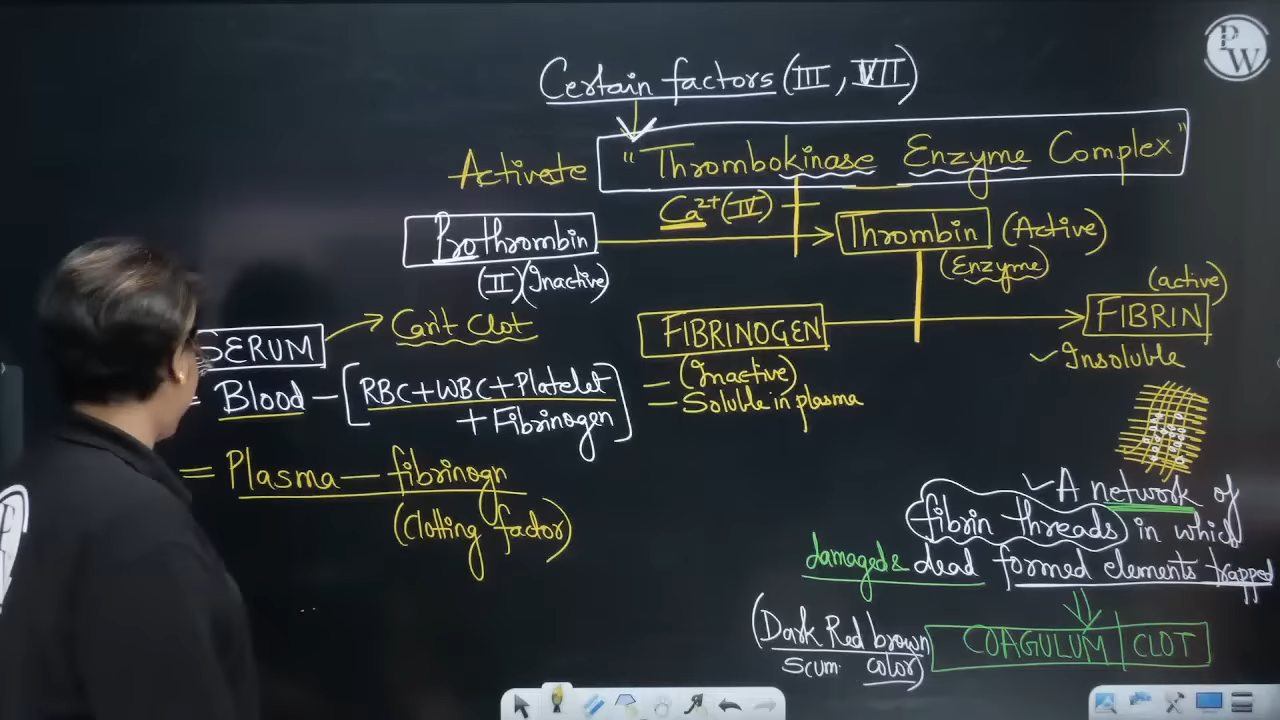 PW
Certain factors (III, VII)
Activate "Thrombokinase Enzyme Complex"
Ca2+ (IV)
Prothrombin
(II) (Inactive)
Thrombin (Active)
(Enzyme)
SERUM
Can't Clot
= Blood - [RBC+WBC+Platelet
+ Fibrinogen]
= Plasma - fibrinogn
(Clotting factor)
FIBRINOGEN
- (Inactive)
- Soluble in plasma
(active)
FIBRIN
✓ Insoluble
✓ A network of
fibrin threads in which
damaged & dead formed elements trapped
COAGULUM | CLOT
(Dark Red brown
scum color)